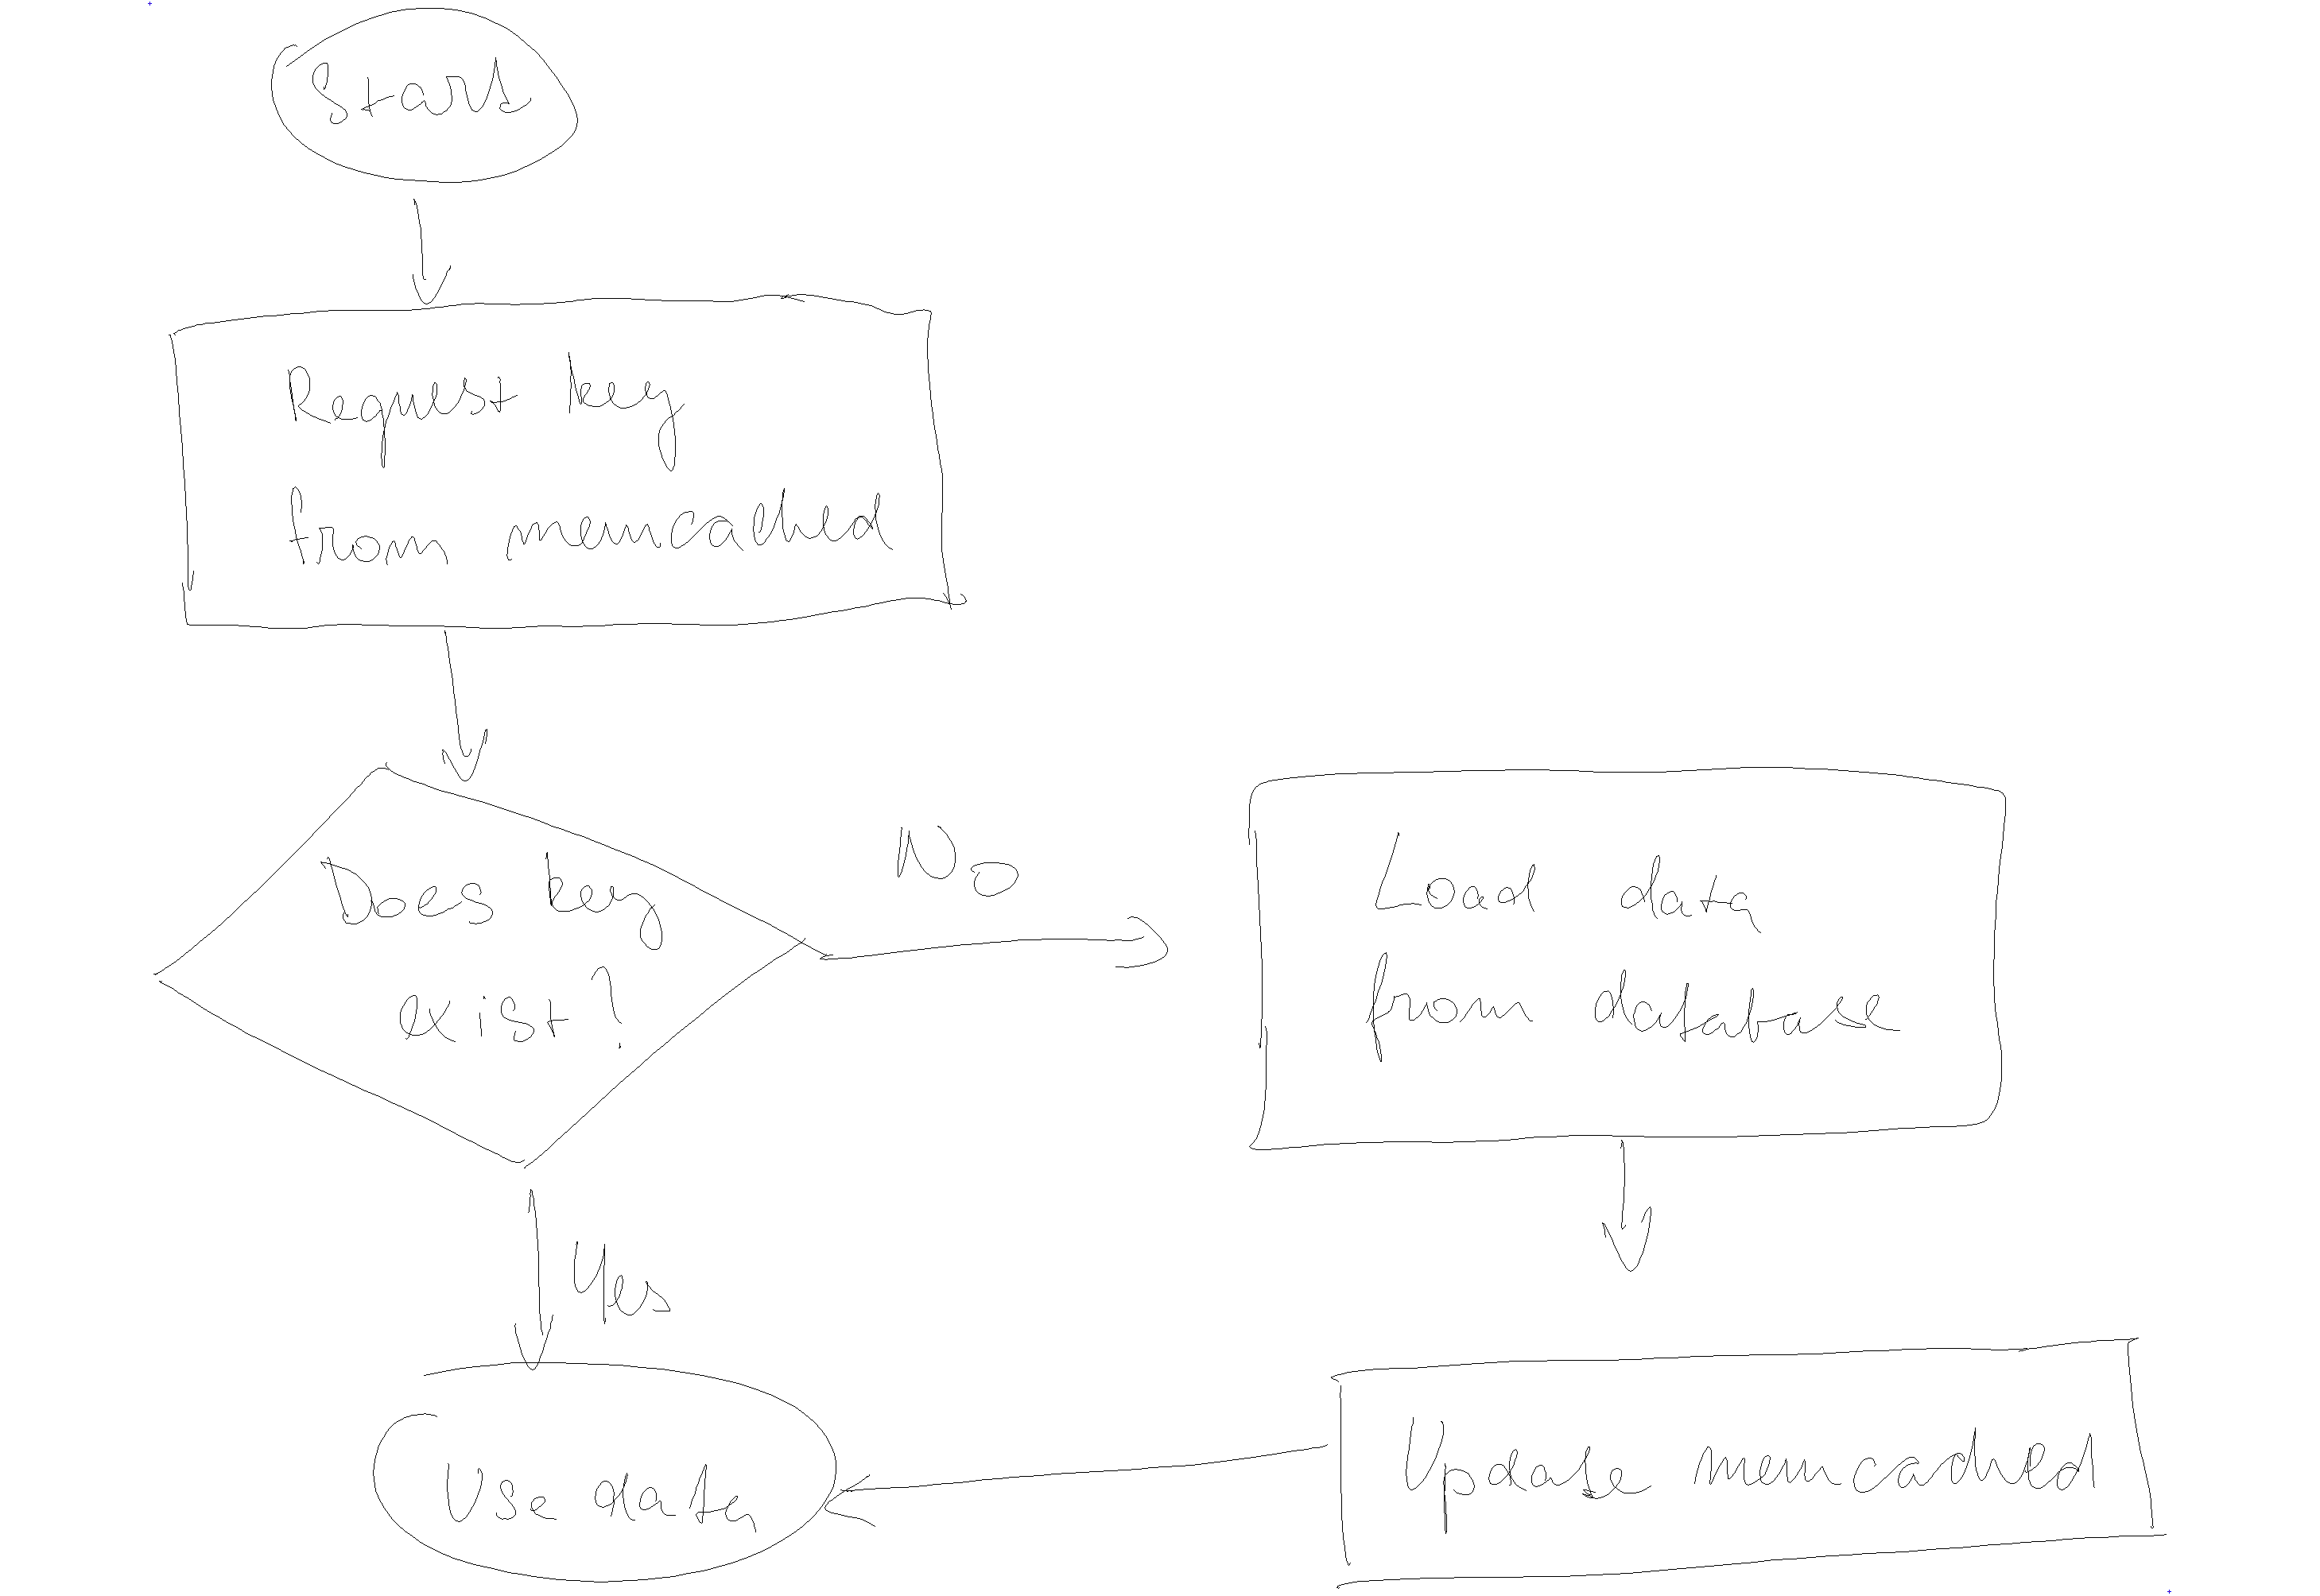 Start
Request key
from memcached
Does key
exist?
No
Load data
from database
Yes
Use data
Update memcached